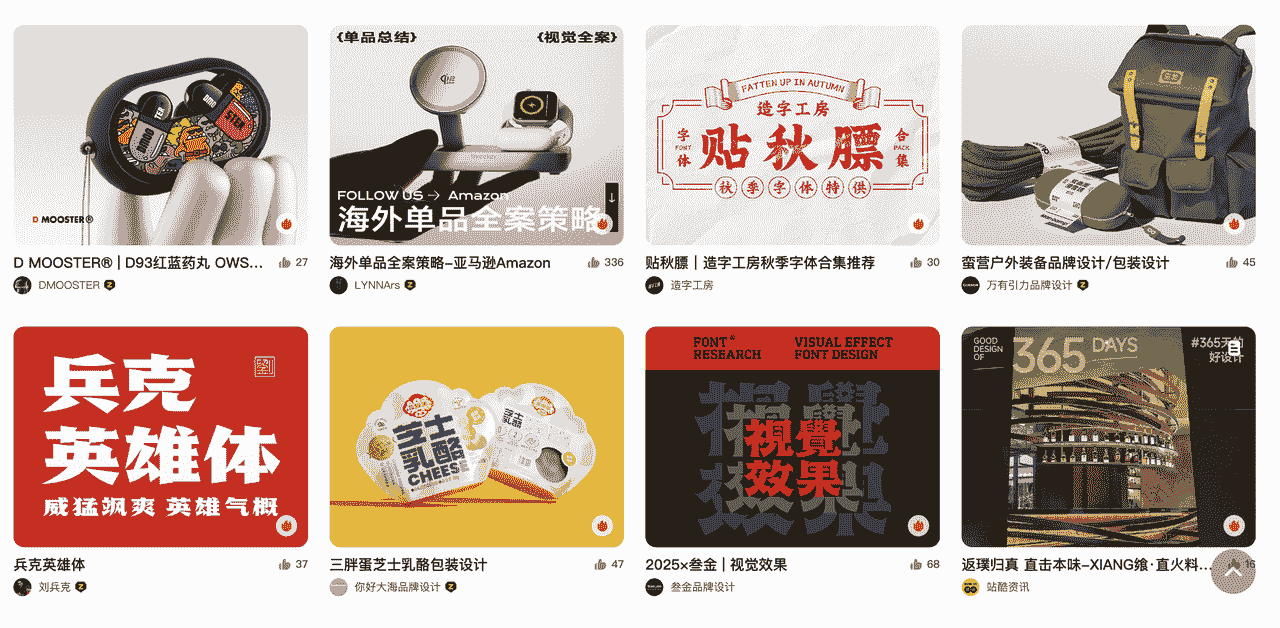 D MOOSTER®
D MOSTER® | D93红蓝药丸 OWS...
27
DMOOSTER
{单品总结}
{视觉全案}
FOLLOW US → Amazon
海外单品全案策略
海外单品全案策略–亚马逊Amazon
336
LYNNArs
FATTEN UP IN AUTUMN
造字工房
字 FONT 体
贴秋膘
合 PACK 集
秋季字体特供
贴秋膘 | 造字工房秋季字体合集推荐
30
造字工房
蛮营户外装备品牌设计/包装设计
45
万有引力品牌设计
兵克
英雄体
威猛飒爽 英雄气概
兵克英雄体
37
刘兵克
芝士
乳酪
CHEESE
芝士
乳酪
三胖蛋芝士乳酪包装设计
47
你好大海品牌设计
FONT*
RESEARCH
VISUAL EFFECT
FONT DESIGN
視覺
效果
2025×叁金 | 视觉效果
68
叁金品牌设计
GOOD
DESIGN
OF
365 DAYS
#365天的
好设计
返璞归真 直击本味–XIANG飨·直火料...
16
站酷资讯